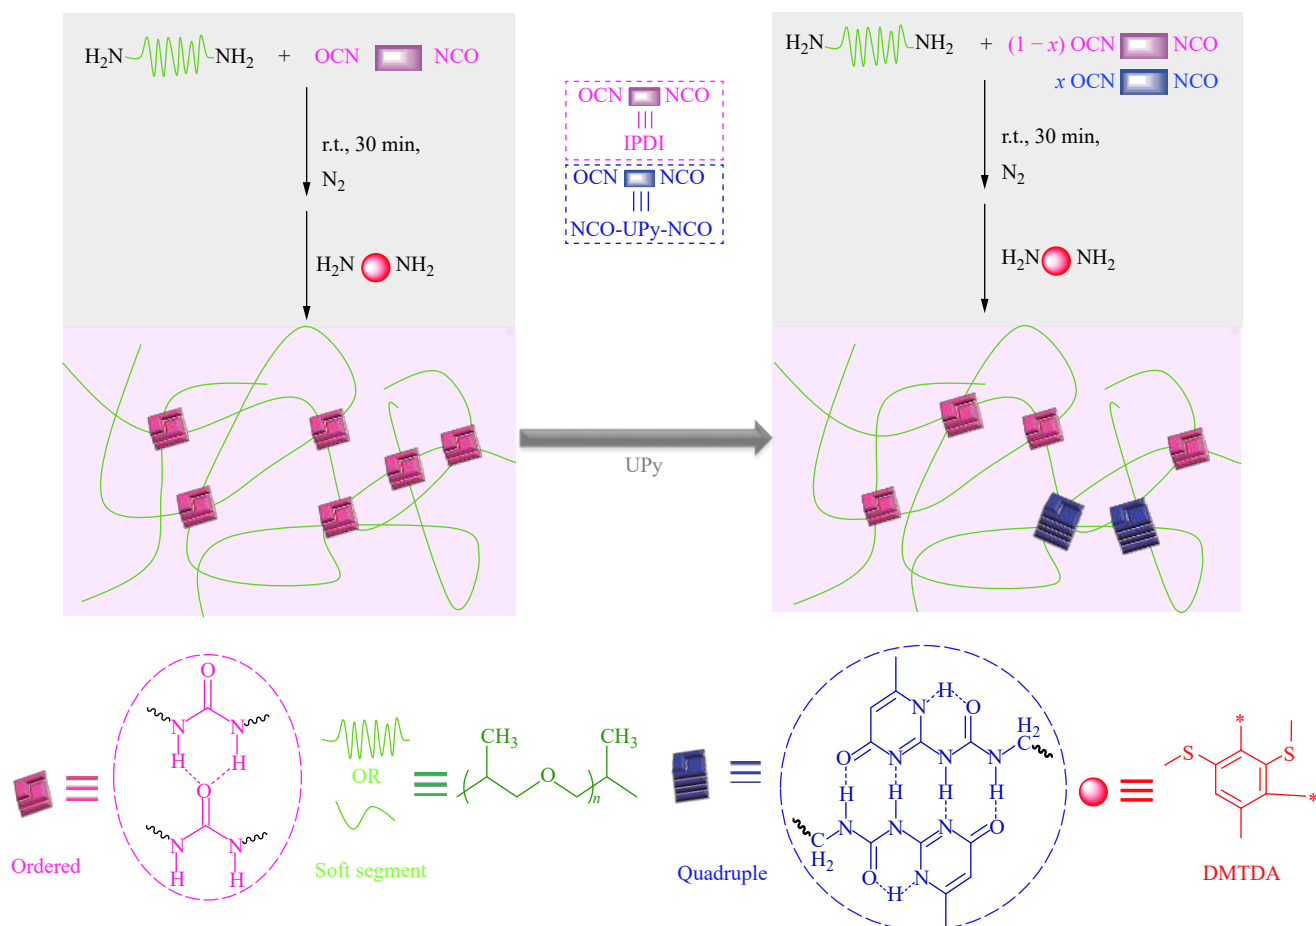 H₂N NH₂ + OCN NCO
r.t., 30 min,
N₂
H₂N NH₂
OCN NCO
IPDI
OCN NCO
NCO-UPy-NCO
H₂N NH₂ + (1 − x) OCN NCO
x OCN NCO
r.t., 30 min,
N₂
H₂N NH₂
UPy
O
N N
H H
O
N N
H H
Ordered
OR
Soft segment
CH₃ CH₃
O
n
H
N O
H₂
C
O N N N
H H H H
N N N N O
C
H₂
O N
H
Quadruple
* S
S
*
DMTDA